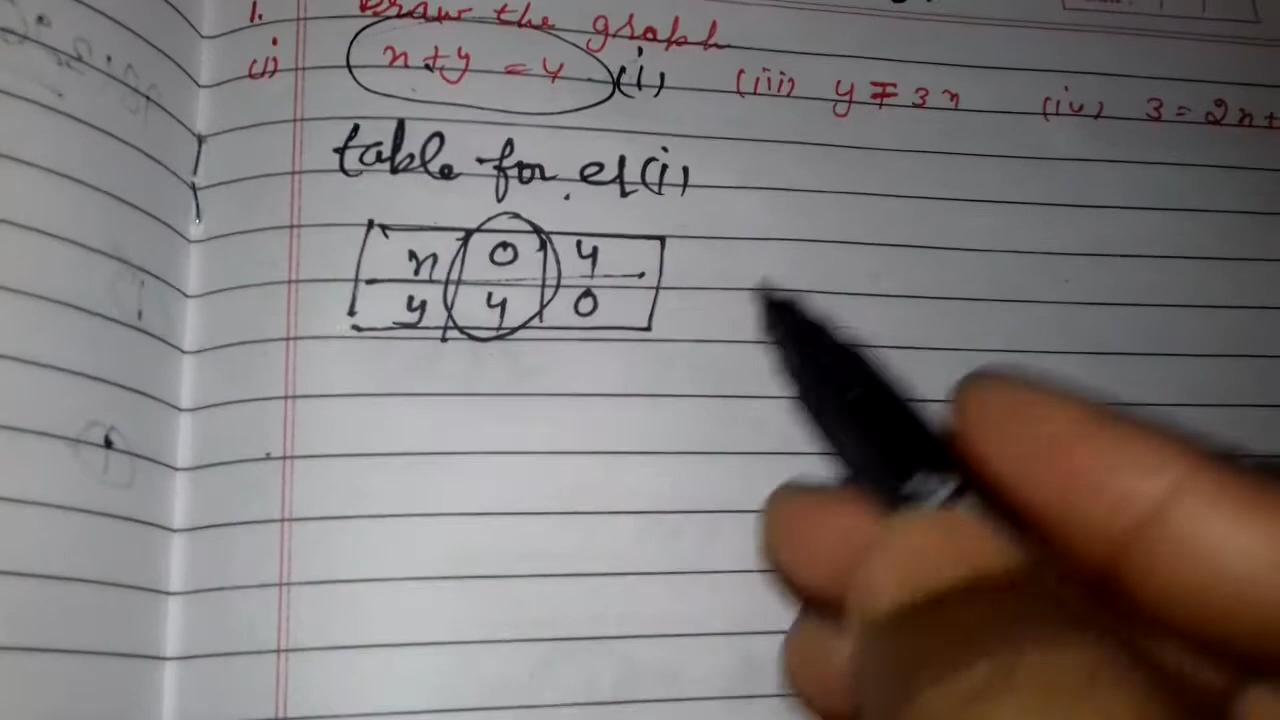 1. Draw the graph
(i) x+y = 4 (i) (iii) y = 3x (iv) 3 = 2x+
table for eq(i)
x 0 4
y 4 0